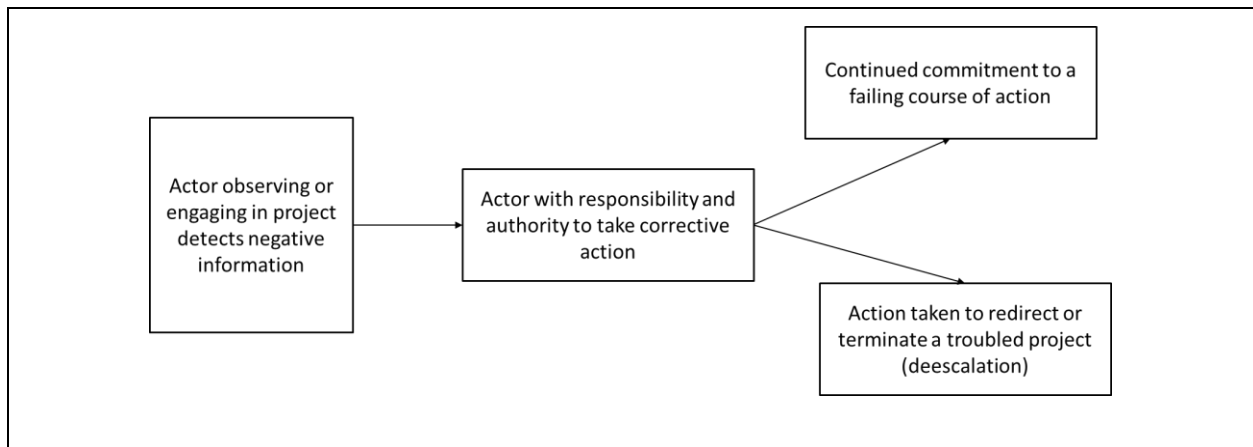 Actor observing or
engaging in project
detects negative
information
Actor with responsibility and
authority to take corrective
action
Continued commitment to a
failing course of action
Action taken to redirect or
terminate a troubled project
(deescalation)